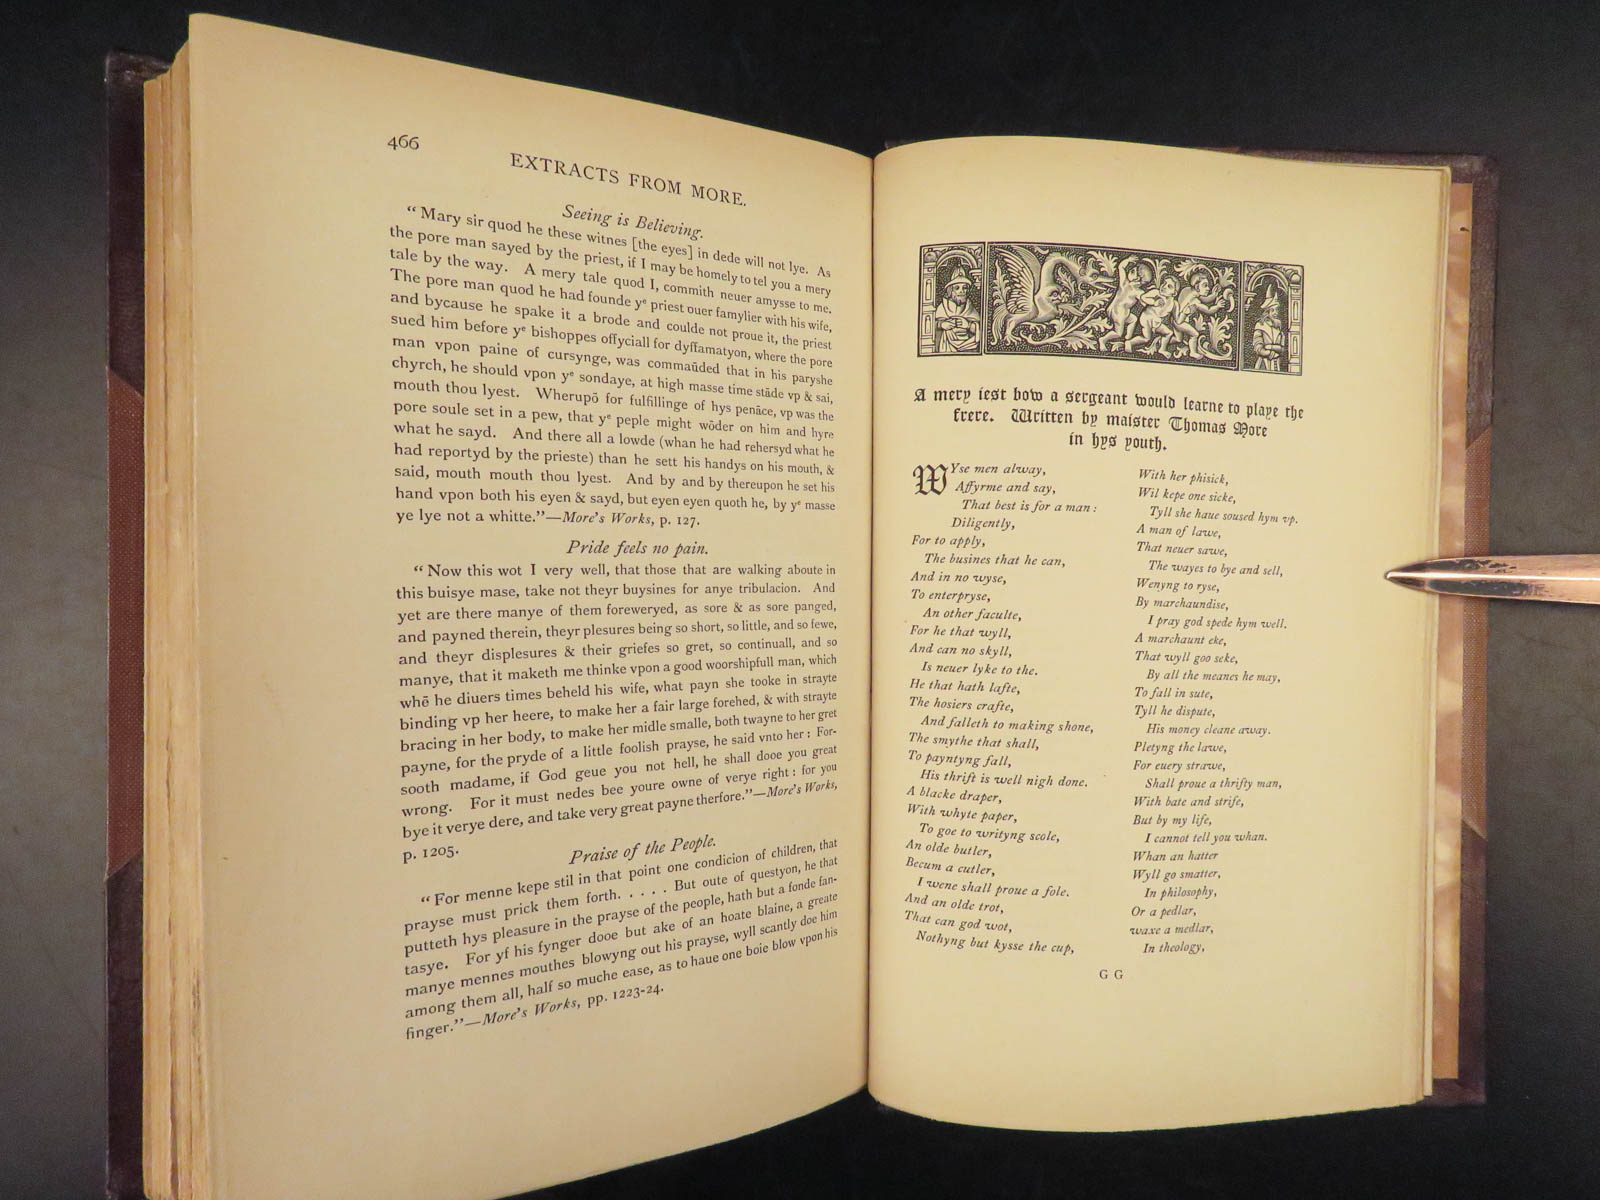 466
EXTRACTS FROM MORE.
Seeing is Believing.
“Mary sir quod he these witnes [the eyes] in dede will not lye. As
the pore man sayed by the priest, if I may be homely to tell you a mery
tale by the way. A mery tale quod I, commith neuer amysse to me.
The pore man quod he had founde yᵉ priest ouer famylier with his wife,
and bycause he spake it a brode and coulde not proue it, the priest
sued him before yᵉ bishoppes offyciall for dyffamatyon, where the pore
man vpon paine of cursynge, was commaūded that in his paryshe
chyrch, he should vpon yᵉ sondaye, at high masse time stāde vp & sai,
mouth thou lyest. Wherupō for fulfillinge of hys penāce, vp was the
pore soule set in a pew, that yᵉ peple might wōder on him and hyre
what he sayd. And there all a lowde (whan he had rehersyd what he
had reportyd by the prieste) than he sett his handys on his mouth, &
said, mouth mouth thou lyest. And by and by thereupon he set his
hand vpon both his eyen & sayd, but eyen eyen quoth he, by yᵉ masse
ye lye not a whitte.”—More’s Works, p. 127.
Pride feels no pain.
“Now this wot I very well, that those that are walking aboute in
this buisye mase, take not theyr buysines for anye tribulacion. And
yet are there manye of them foreweryed, as sore & as sore panged,
and payned therein, theyr plesures being so short, so little, and so fewe,
and theyr displesures & their griefes so gret, so continuall, and so
manye, that it maketh me thinke vpon a good woorshipfull man, which
whē he diuers times beheld his wife, what payn she tooke in strayte
binding vp her heere, to make her a fair large forehed, & with strayte
bracing in her body, to make her midle smalle, both twayne to her gret
payne, for the pryde of a little foolish prayse, he said vnto her: For-
sooth madame, if God geue you not hell, he shall dooe you great
wrong. For it must nedes bee youre owne of verye right: for you
bye it verye dere, and take very great payne therfore.”—More’s Works,
p. 1205.
Praise of the People.
“For menne kepe stil in that point one condicion of children, that
prayse must prick them forth. . . . . But oute of questyon, he that
putteth hys pleasure in the prayse of the people, hath but a fonde fan-
tasye. For yf his fynger dooe but ake of an hoate blaine, a greate
manye mennes mouthes blowyng out his prayse, wyll scantly doe him
among them all, half so muche ease, as to haue one boie blow vpon his
finger.”—More’s Works, pp. 1223-24.
A mery iest how a sergeant would learne to playe the
frere. Written by maister Thomas More
in hys youth.
WYse men alway,
Affyrme and say,
That best is for a man:
Diligently,
For to apply,
The busines that he can,
And in no wyse,
To enterpryse,
An other faculte,
For he that wyll,
And can no skyll,
Is neuer lyke to the.
He that hath lafte,
The hosiers crafte,
And falleth to making shone,
The smythe that shall,
To payntyng fall,
His thrift is well nigh done.
A blacke draper,
With whyte paper,
To goe to writyng scole,
An olde butler,
Becum a cutler,
I wene shall proue a fole.
And an olde trot,
That can god wot,
Nothyng but kysse the cup,
With her phisick,
Wil kepe one sicke,
Tyll she haue soused hym vp.
A man of lawe,
That neuer sawe,
The wayes to bye and sell,
Wenyng to ryse,
By marchaundise,
I pray god spede hym well.
A marchaunt eke,
That wyll goo seke,
By all the meanes he may,
To fall in sute,
Tyll he dispute,
His money cleane away.
Pletyng the lawe,
For euery strawe,
Shall proue a thrifty man,
With bate and strife,
But by my life,
I cannot tell you whan.
Whan an hatter
Wyll go smatter,
In philosophy,
Or a pedlar,
waxe a medlar,
In theology,
G G